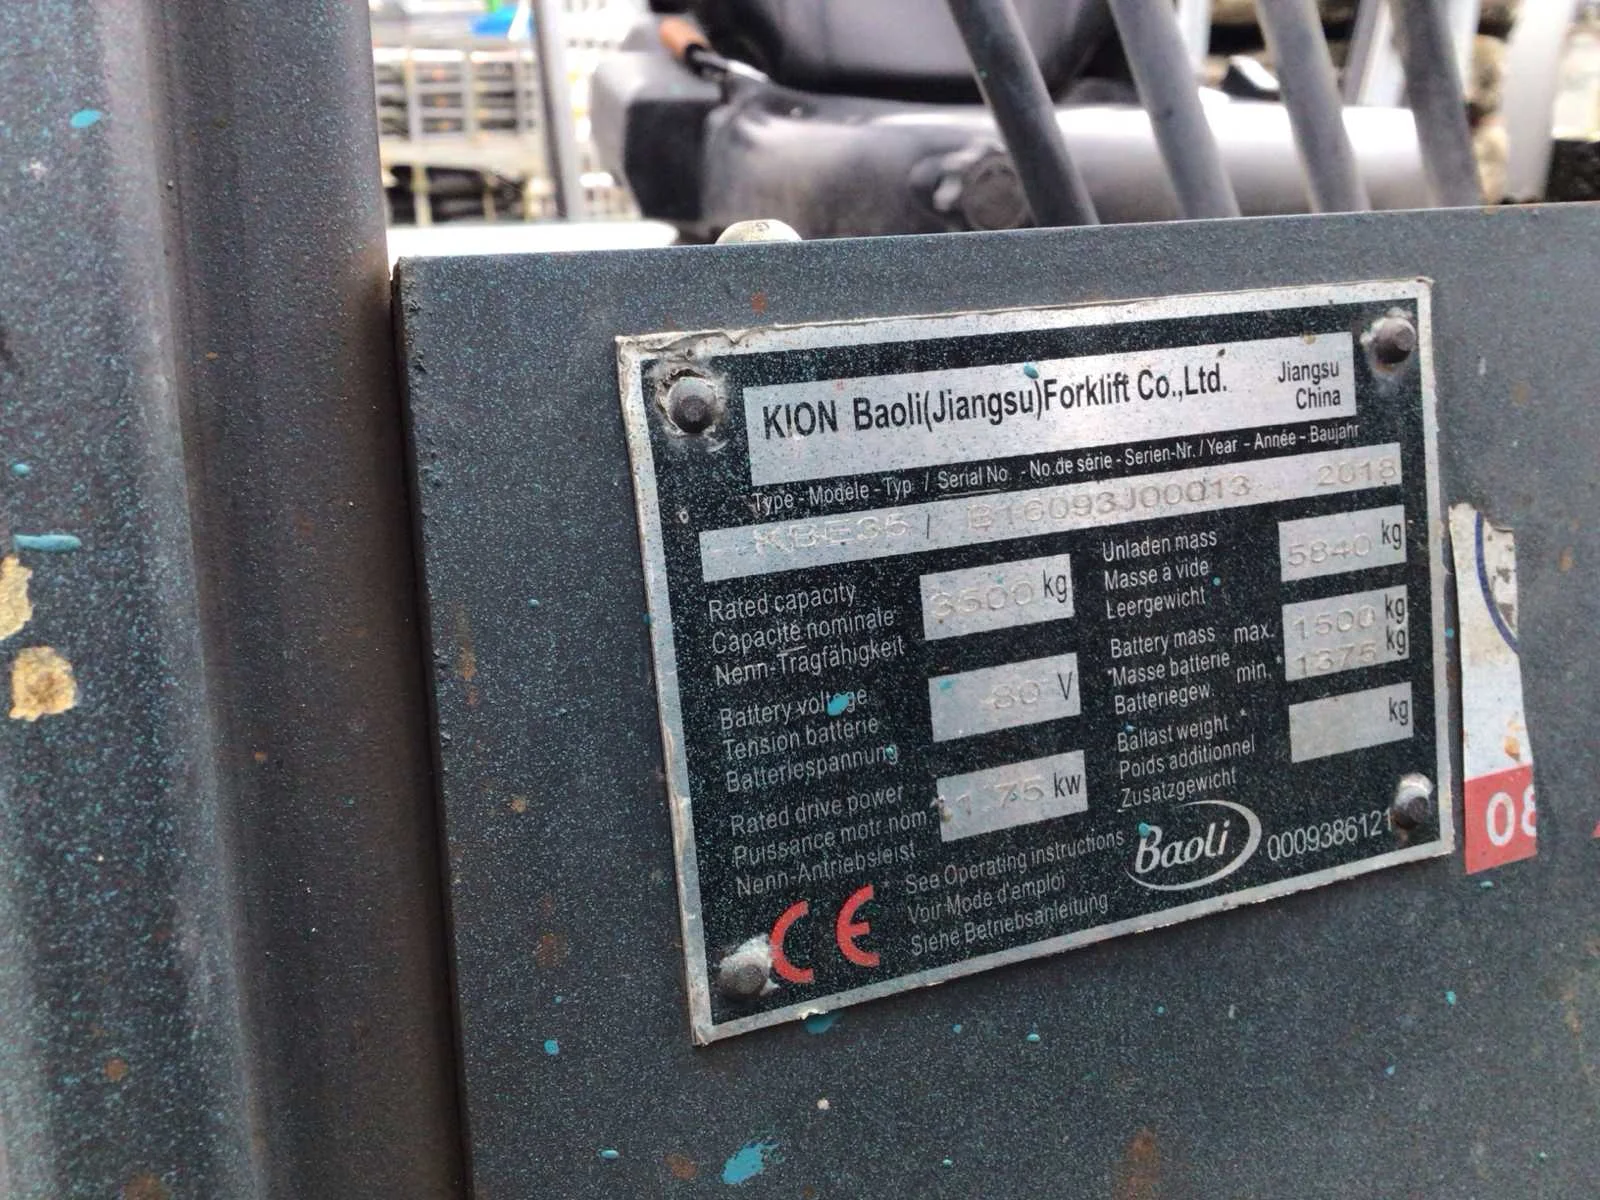 KION Baoli(Jiangsu)Forklift Co.,Ltd. Jiangsu China
Type - Modele - Typ / Serial No. - No.de série - Serien-Nr. / Year - Année - Baujahr
KBE35 / B16093J00013 2018
Rated capacity
Capacité nominale
Nenn-Tragfähigkeit
3500 kg
Battery voltage
Tension batterie
Batteriespannung
80 V
Rated drive power
Puissance motr.nom.
Nenn-Antriebsleist.
kw
Unladen mass
Masse à vide
Leergewicht
5840 kg
Battery mass max.
*Masse batterie min.*
Batteriegew.
1500 kg
1375 kg
Ballast weight *
Poids additionnel
Zusatzgewicht
kg
CE
* See Operating instructions
Voir Mode d'emploi
Siehe Betriebsanleitung
Baoli
0009386121
08